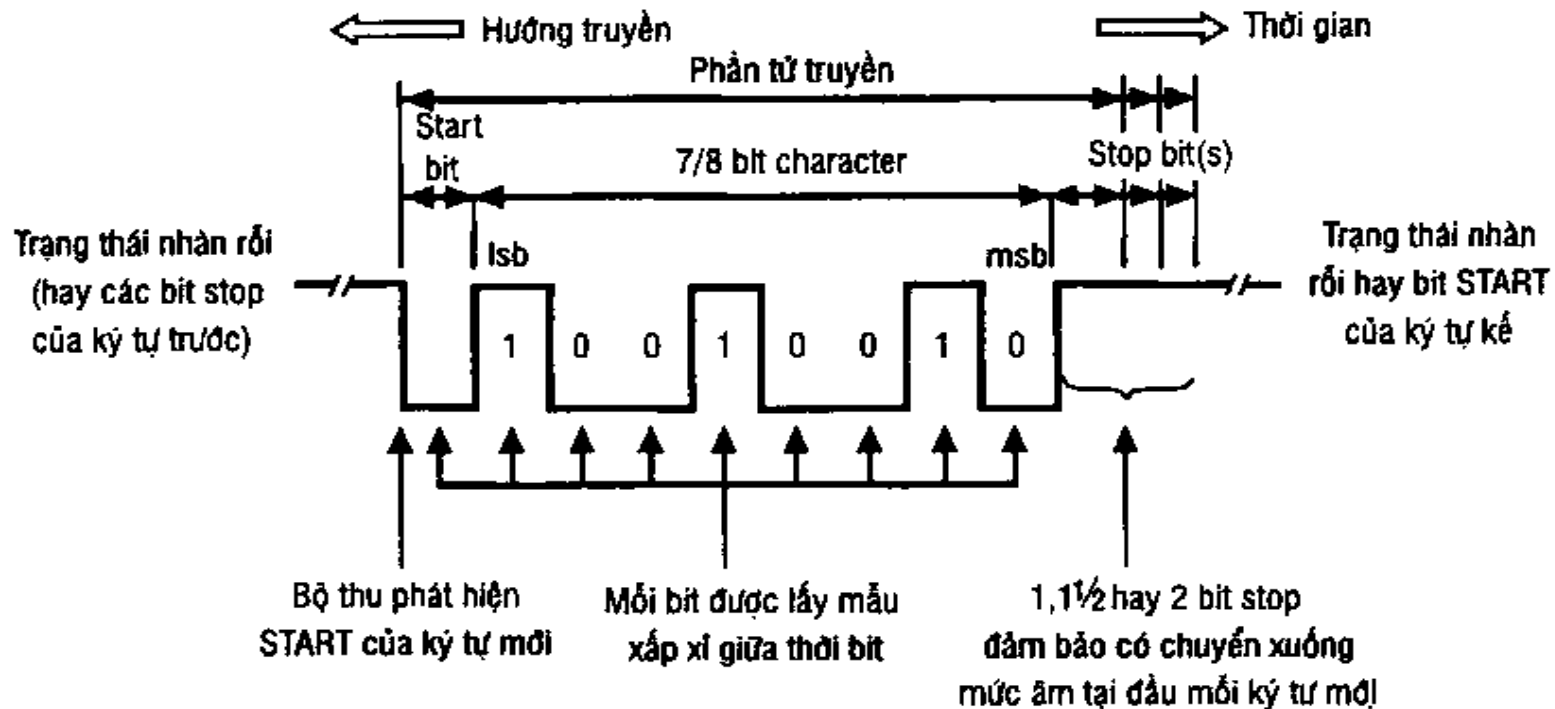 Hướng truyền
Thời gian
Phần tử truyền
Start
bit
7/8 bit character
Stop bit(s)
Trạng thái nhàn rỗi
(hay các bit stop
của ký tự trước)
lsb
msb
Trạng thái nhàn
rỗi hay bit START
của ký tự kế
1 0 0 1 0 0 1 0
Bộ thu phát hiện
START của ký tự mới
Mỗi bit được lấy mẫu
xấp xỉ giữa thời bit
1,1½ hay 2 bit stop
đảm bảo có chuyển xuống
mức âm tại đầu mỗi ký tư mới